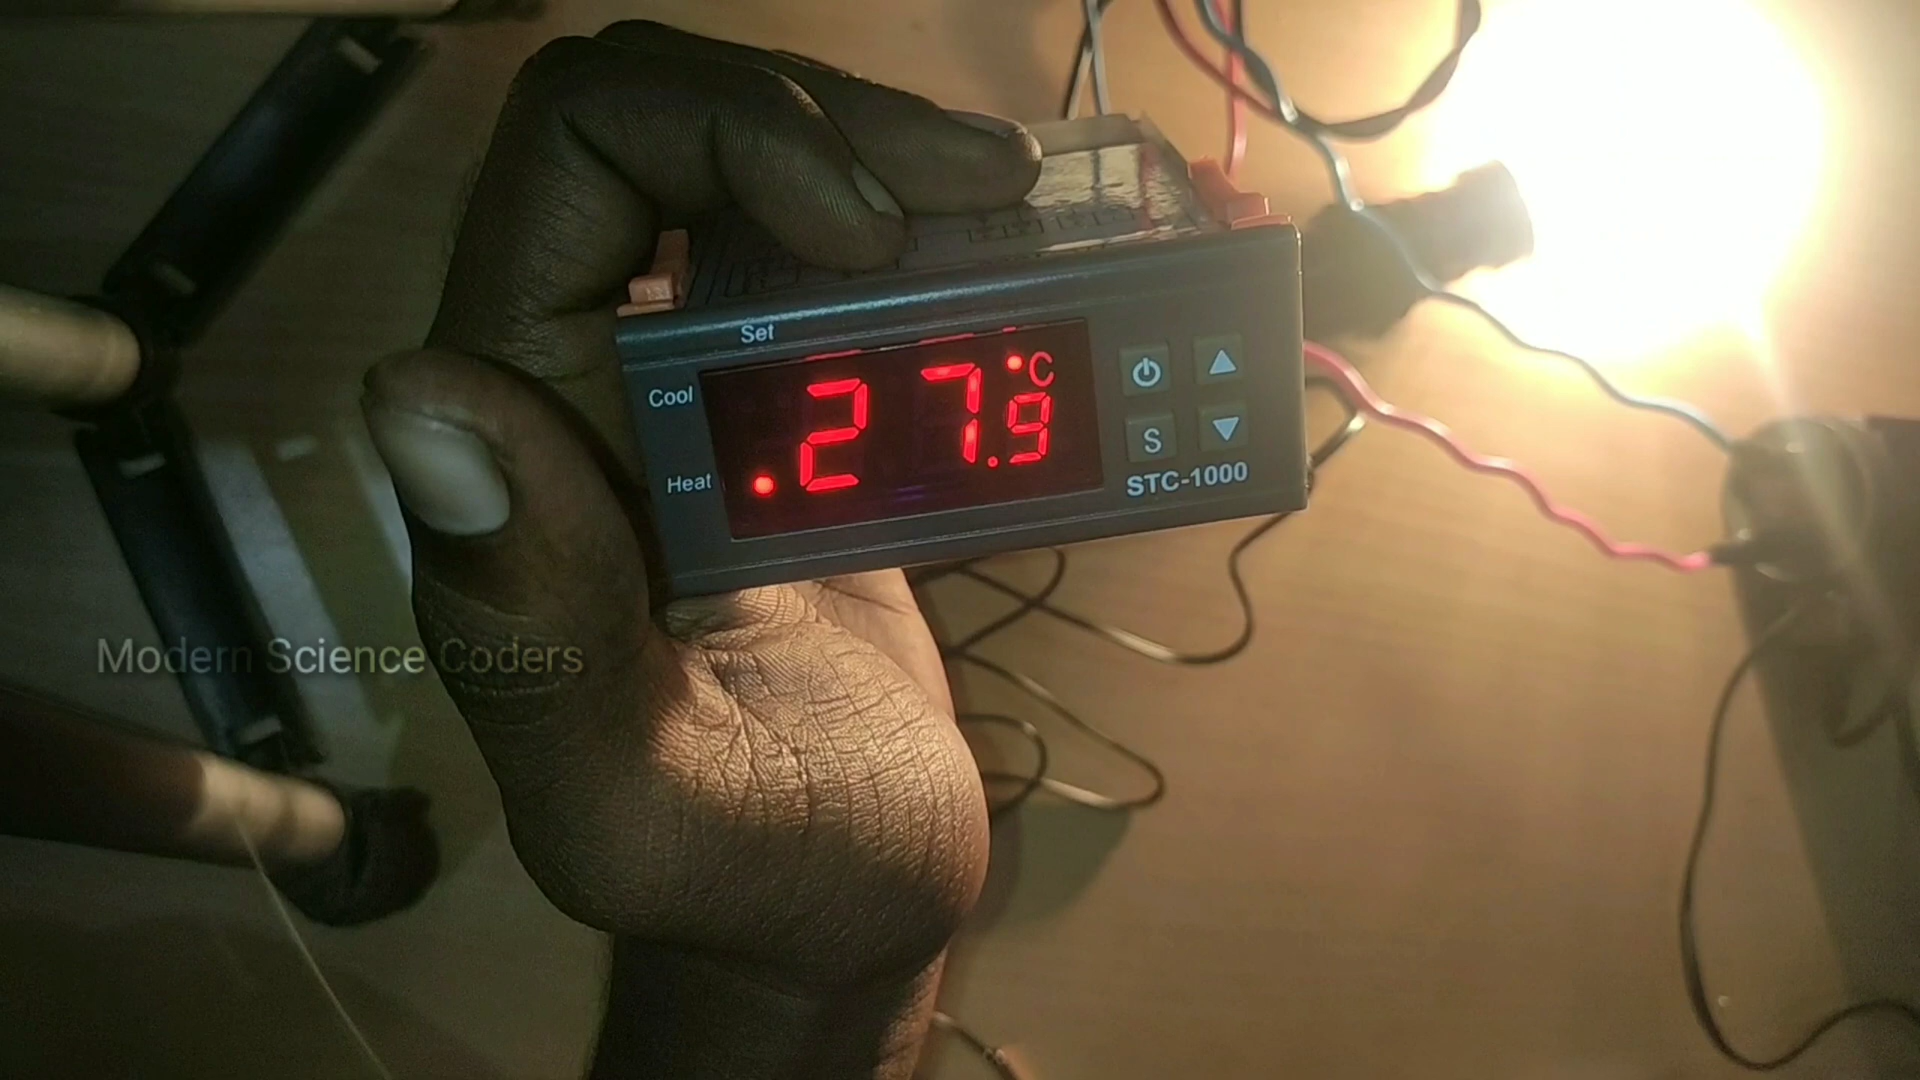 Set
Cool
Heat
27.9
°C
S
STC-1000
Modern Science Coders